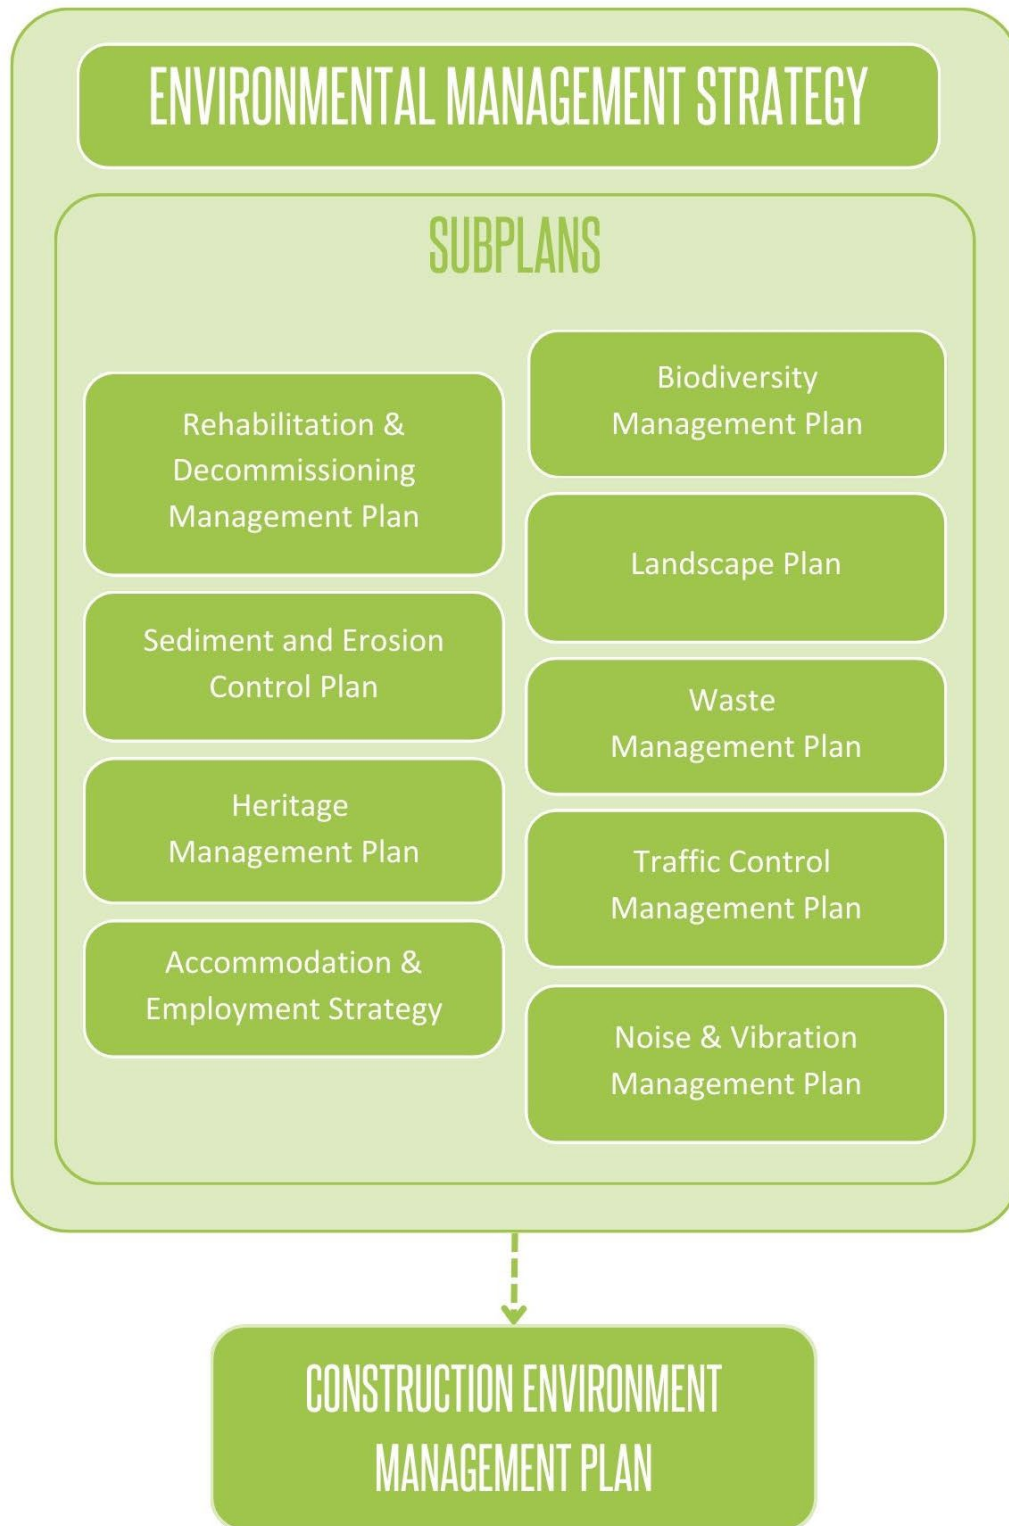 ENVIRONMENTAL MANAGEMENT STRATEGY
SUBPLANS
Rehabilitation &
Decommissioning
Management Plan
Sediment and Erosion
Control Plan
Heritage
Management Plan
Accommodation &
Employment Strategy
Biodiversity
Management Plan
Landscape Plan
Waste
Management Plan
Traffic Control
Management Plan
Noise & Vibration
Management Plan
CONSTRUCTION ENVIRONMENT
MANAGEMENT PLAN